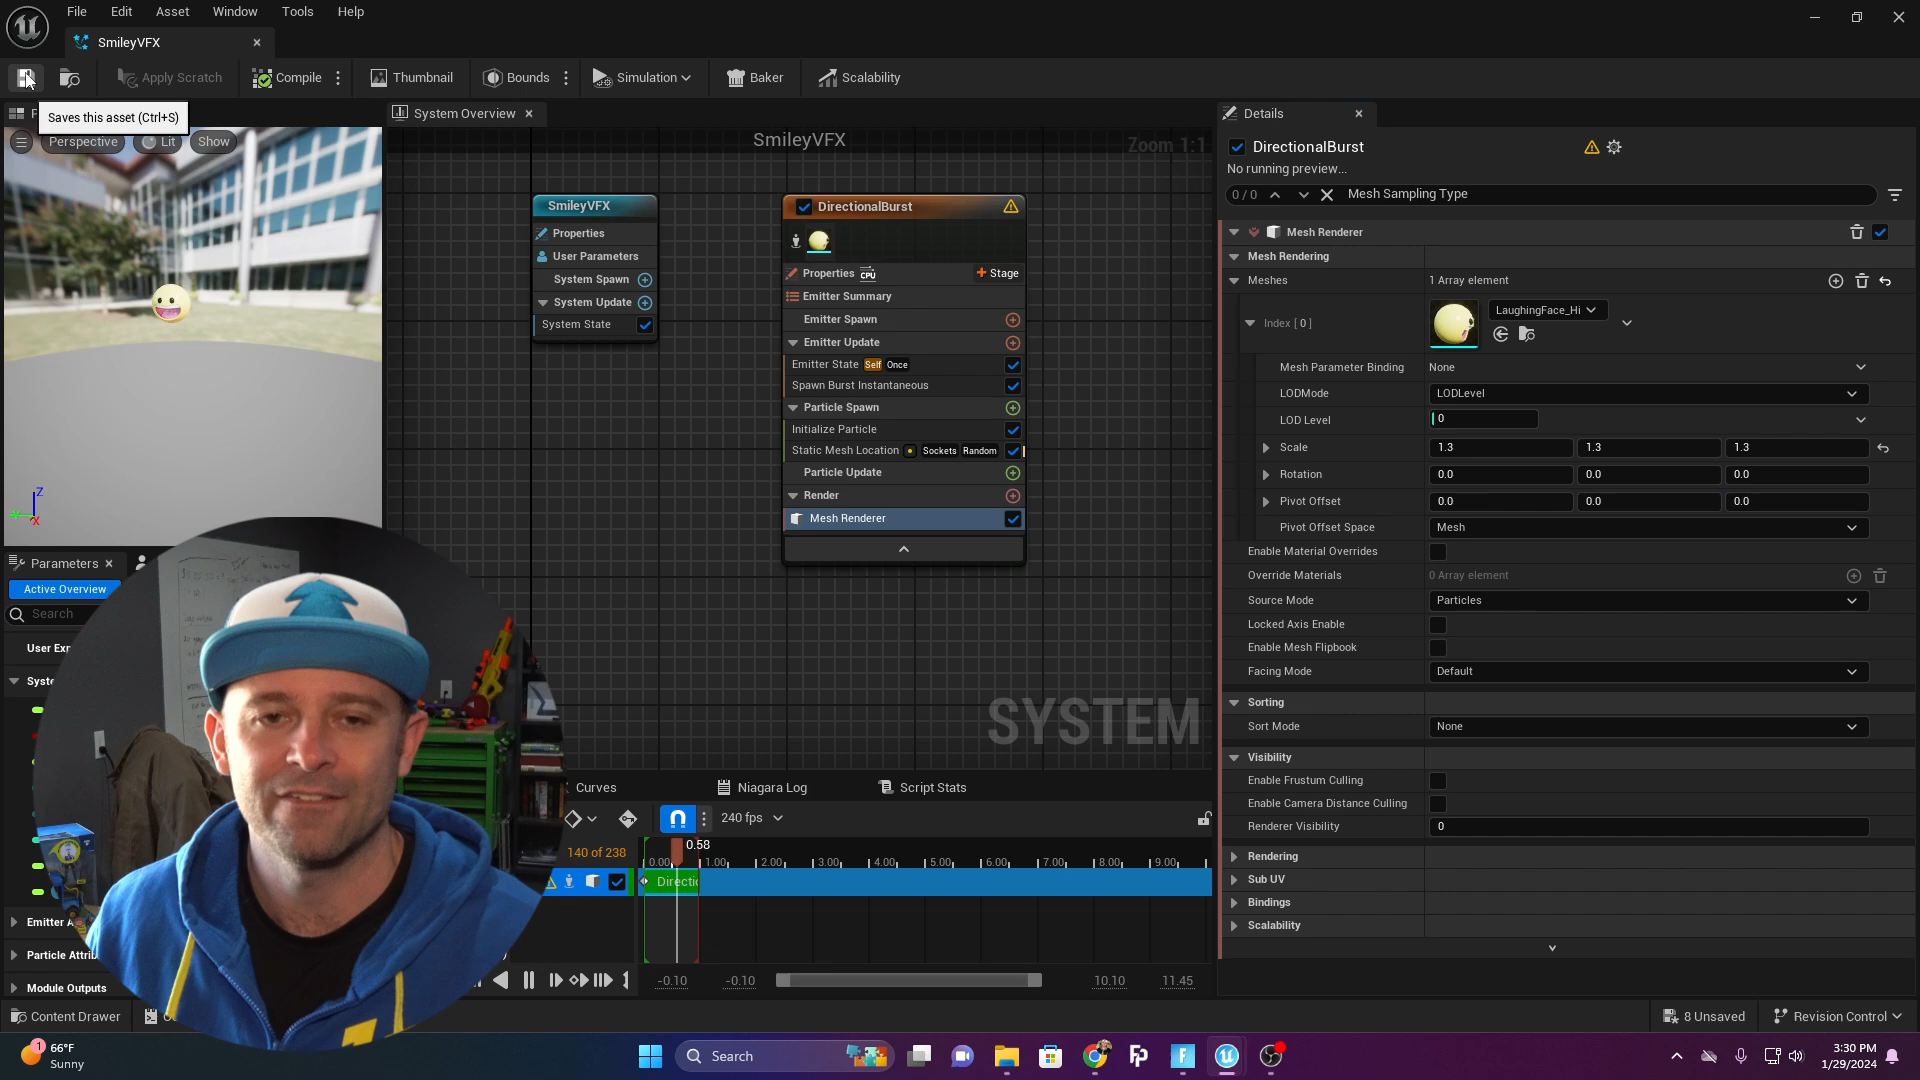 File Edit Asset Window Tools Help
SmileyVFX
Apply Scratch Compile Thumbnail Bounds Simulation Baker Scalability
Saves this asset (Ctrl+S)
Perspective Lit Show
System Overview
SmileyVFX
Zoom 1:1
SmileyVFX
Properties
User Parameters
System Spawn
System Update
System State
DirectionalBurst
Properties CPU Stage
Emitter Summary
Emitter Spawn
Emitter Update
Emitter State Self Once
Spawn Burst Instantaneous
Particle Spawn
Initialize Particle
Static Mesh Location Sockets Random
Particle Update
Render
Mesh Renderer
SYSTEM
Details
DirectionalBurst
No running preview...
0 / 0 Mesh Sampling Type
Mesh Renderer
Mesh Rendering
Meshes 1 Array element
Index [ 0 ] LaughingFace_Hi
Mesh Parameter Binding None
LODMode LODLevel
LOD Level 0
Scale 1.3 1.3 1.3
Rotation 0.0 0.0 0.0
Pivot Offset 0.0 0.0 0.0
Pivot Offset Space Mesh
Enable Material Overrides
Override Materials 0 Array element
Source Mode Particles
Locked Axis Enable
Enable Mesh Flipbook
Facing Mode Default
Sorting
Sort Mode None
Visibility
Enable Frustum Culling
Enable Camera Distance Culling
Renderer Visibility 0
Rendering
Sub UV
Bindings
Scalability
Parameters
Active Overview
Search
User Exp
Syste
Emitter A
Particle Attrib
Module Outputs
Curves Niagara Log Script Stats
240 fps
140 of 238
0.58
0.00 1.00 2.00 3.00 4.00 5.00 6.00 7.00 8.00 9.00
Directic
-0.10 -0.10 10.10 11.45
Content Drawer
8 Unsaved Revision Control
1
66°F
Sunny
Search
3:30 PM
1/29/2024